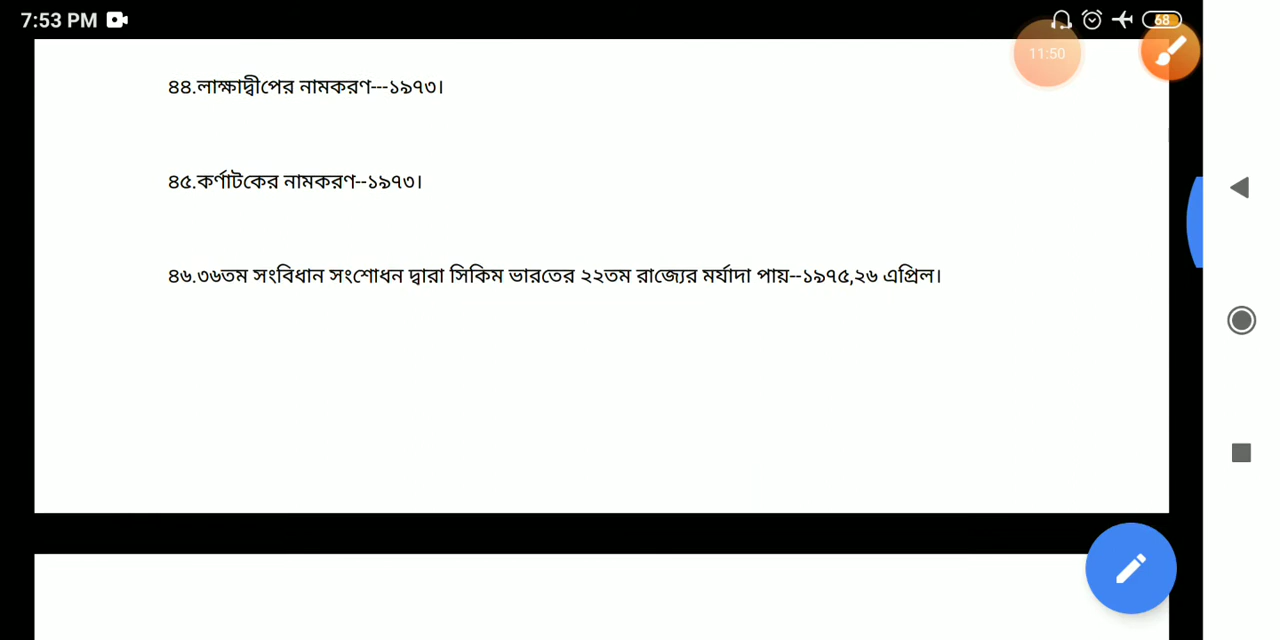 7:53 PM
68
11:50
৪৪.লাক্ষাদ্বীপের নামকরণ---১৯৭৩।
৪৫.কর্ণাটকের নামকরণ--১৯৭৩।
৪৬.৩৬তম সংবিধান সংশোধন দ্বারা সিকিম ভারতের ২২তম রাজ্যের মর্যাদা পায়--১৯৭৫,২৬ এপ্রিল।